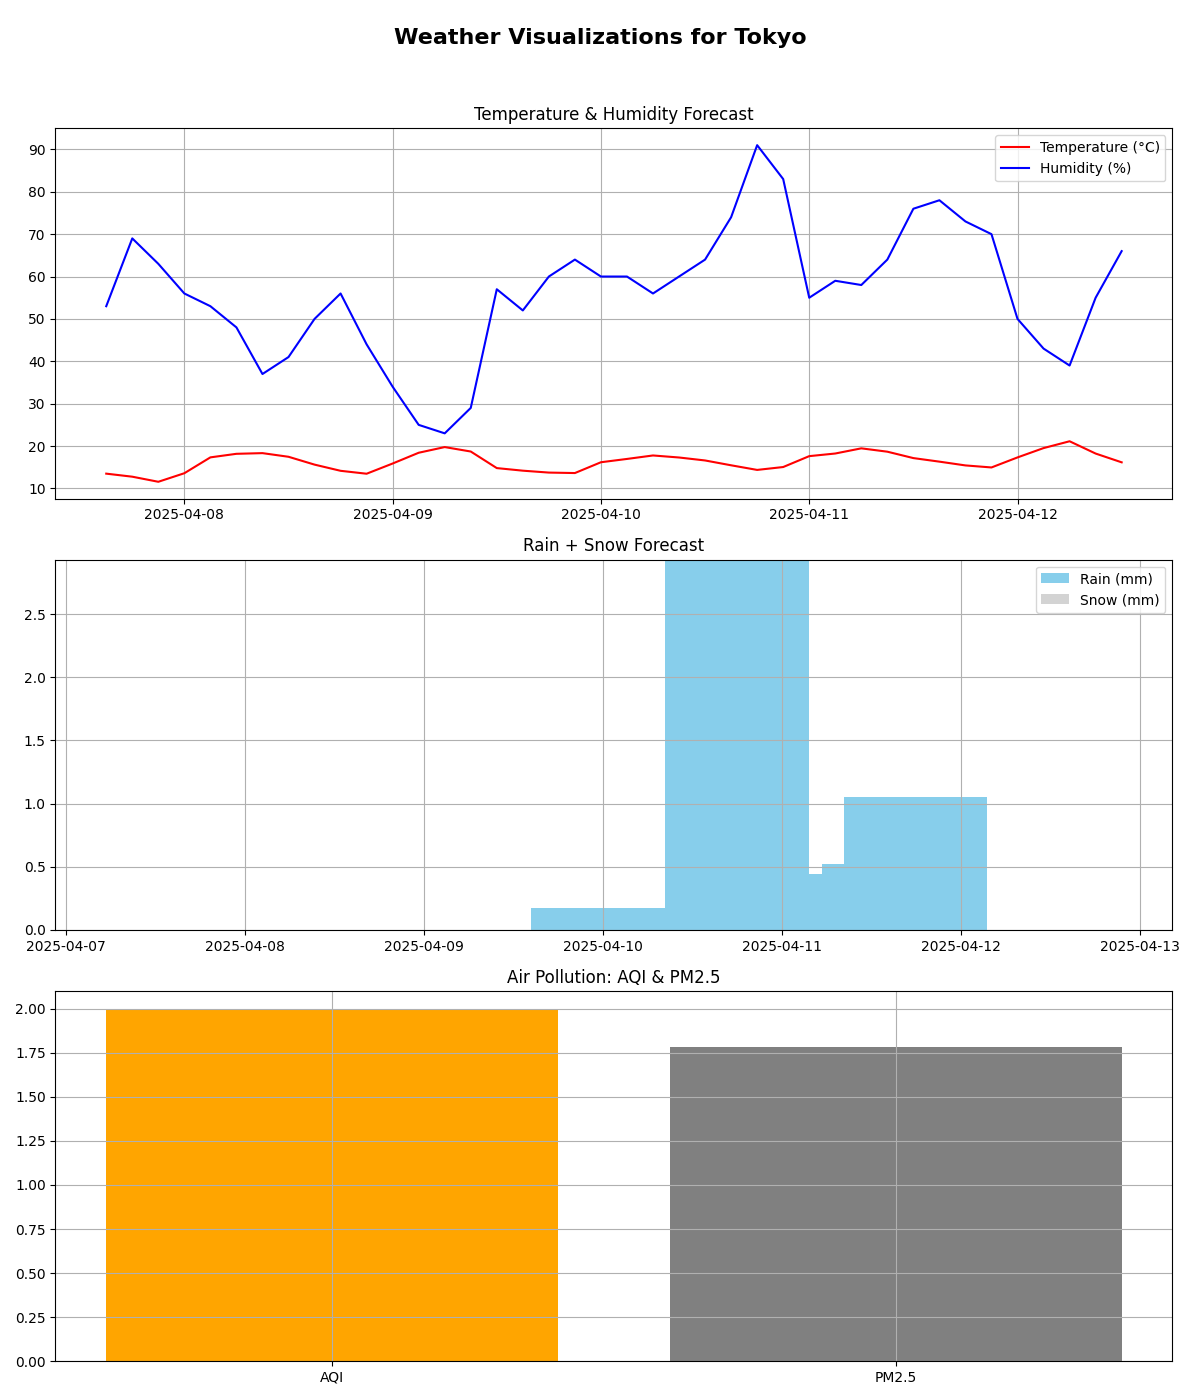 Weather Visualizations for Tokyo
Temperature & Humidity Forecast
Temperature (°C)
Humidity (%)
90
80
70
60
50
40
30
20
10
2025-04-08 2025-04-09 2025-04-10 2025-04-11 2025-04-12
Rain + Snow Forecast
Rain (mm)
Snow (mm)
2.5
2.0
1.5
1.0
0.5
0.0
2025-04-07 2025-04-08 2025-04-09 2025-04-10 2025-04-11 2025-04-12 2025-04-13
Air Pollution: AQI & PM2.5
2.00
1.75
1.50
1.25
1.00
0.75
0.50
0.25
0.00
AQI PM2.5